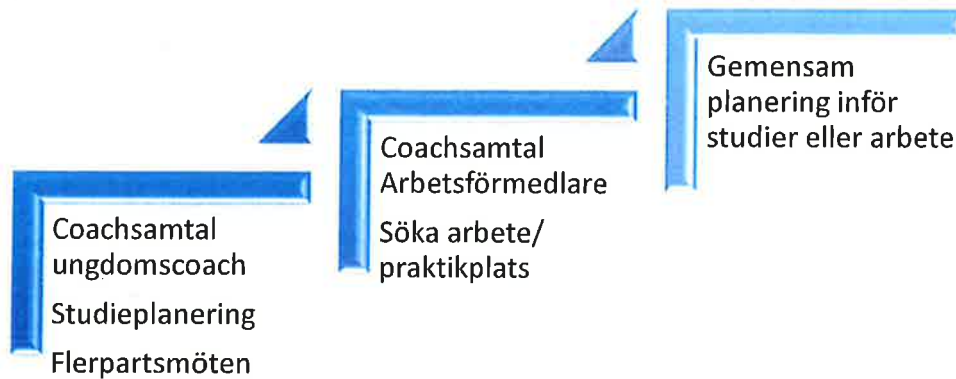 Coachsamtal
ungdomscoach
Studieplanering
Flerpartsmöten
Coachsamtal
Arbetsförmedlare
Söka arbete/
praktikplats
Gemensam
planering inför
studier eller arbete